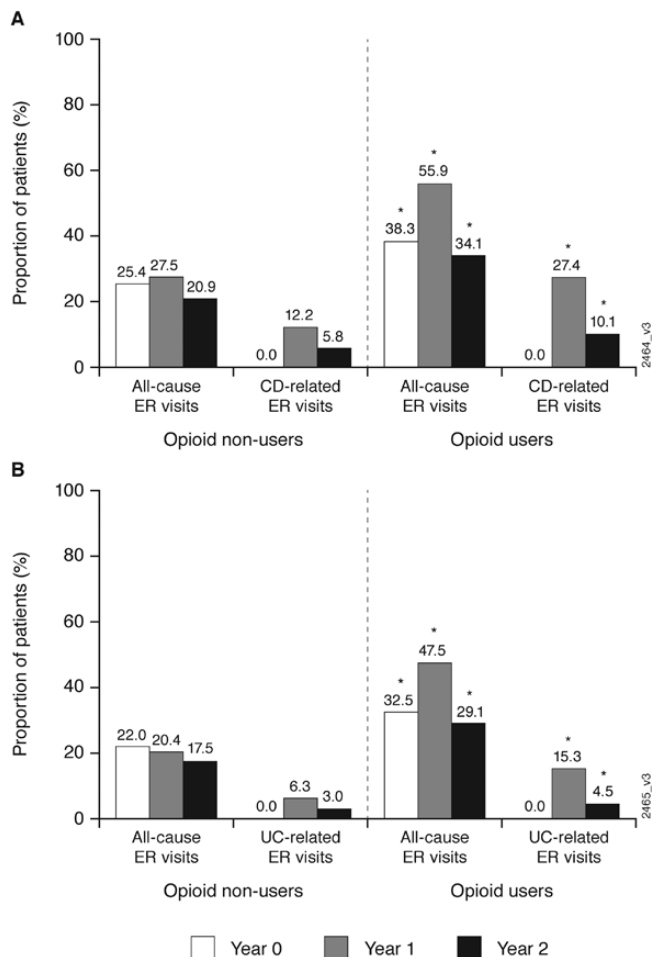 A
100
80
60
40
20
0
Proportion of patients (%)
25.4
27.5
20.9
0.0
12.2
5.8
*
38.3
*
55.9
*
34.1
0.0
*
27.4
*
10.1
All-cause
ER visits
CD-related
ER visits
All-cause
ER visits
CD-related
ER visits
Opioid non-users
Opioid users
2464_v3
B
100
80
60
40
20
0
Proportion of patients (%)
22.0
20.4
17.5
0.0
6.3
3.0
*
32.5
*
47.5
*
29.1
0.0
*
15.3
*
4.5
All-cause
ER visits
UC-related
ER visits
All-cause
ER visits
UC-related
ER visits
Opioid non-users
Opioid users
2465_v3
Year 0
Year 1
Year 2